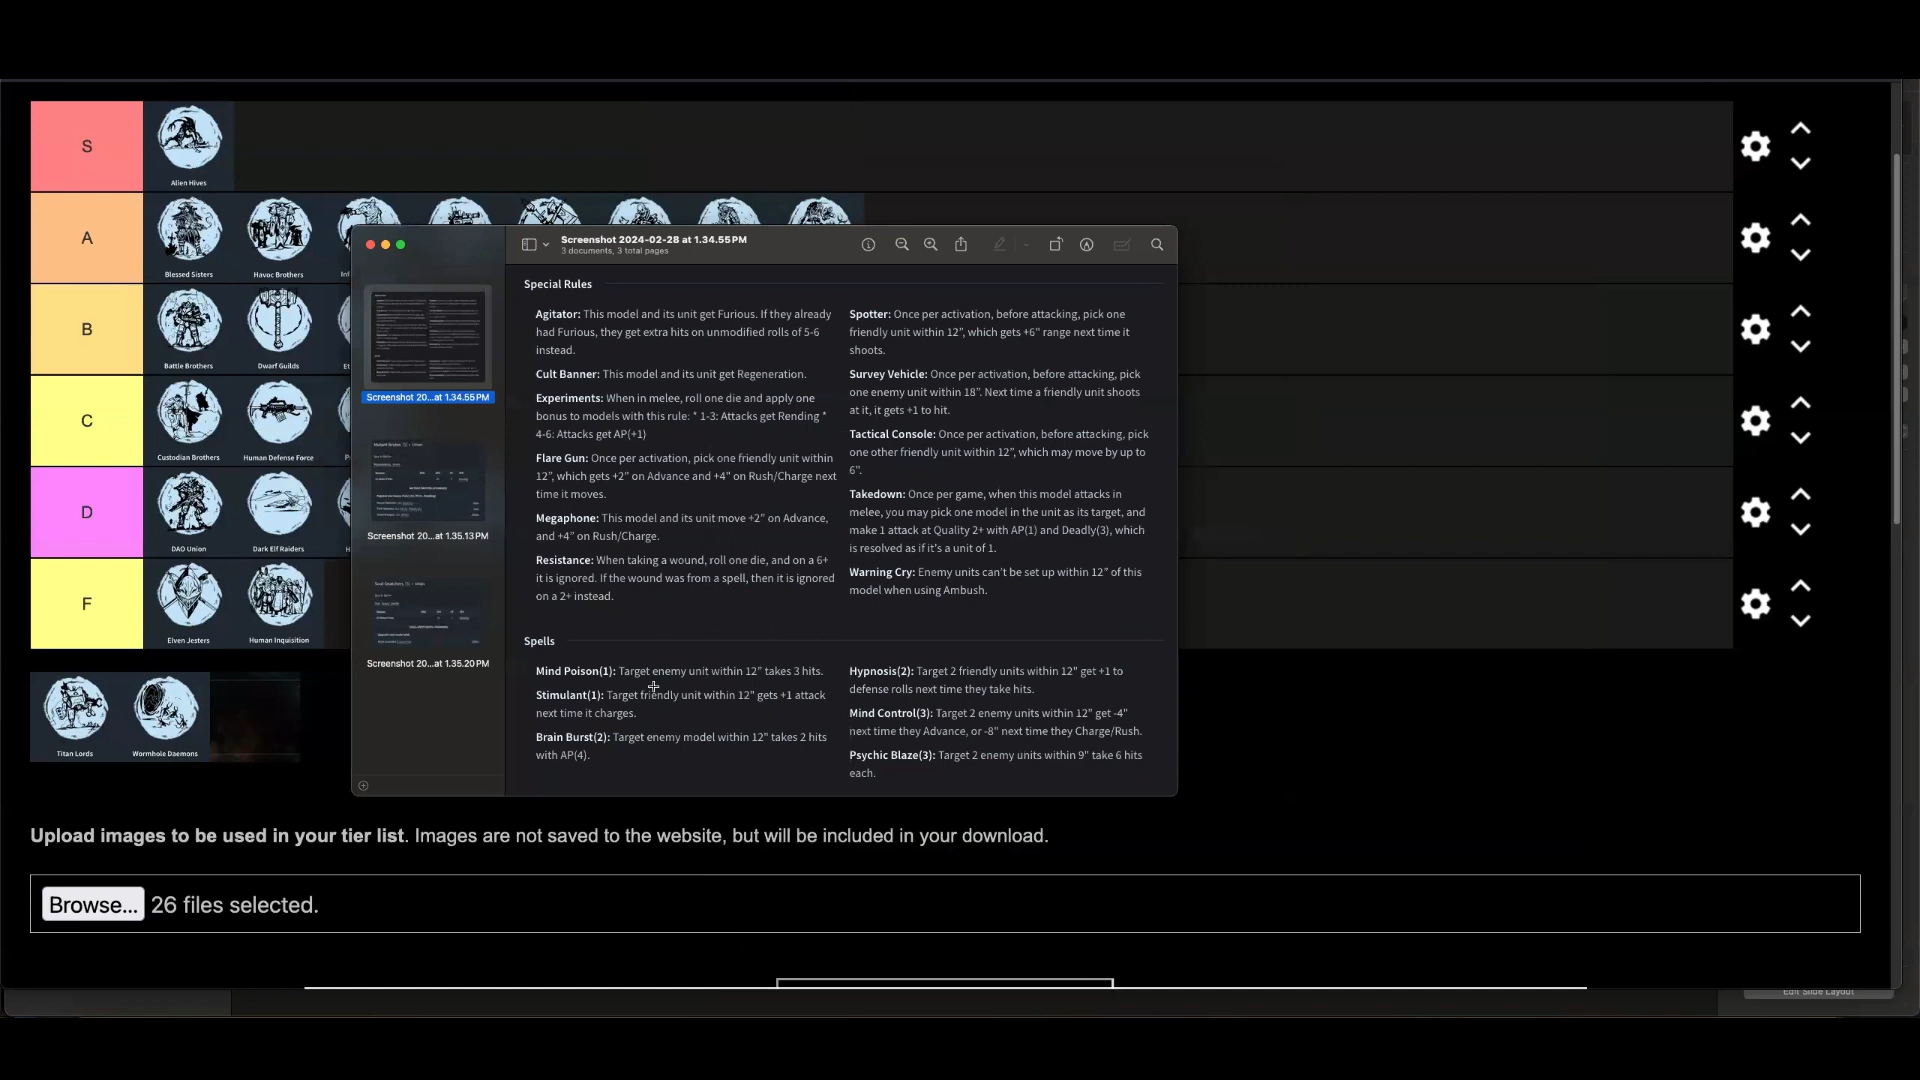 S
Alien Hives
A
Blessed Sisters
Havoc Brothers
B
Battle Brothers
Dwarf Guilds
C
Custodian Brothers
Human Defense Force
D
DAO Union
Dark Elf Raiders
F
Elven Jesters
Human Inquisition
Titan Lords
Wormhole Daemons
Screenshot 2024-02-28 at 1.34.55 PM
3 documents, 3 total pages
Screenshot 20...at 1.34.55 PM
Screenshot 20...at 1.35.13 PM
Screenshot 20...at 1.35.20 PM
Special Rules
Agitator: This model and its unit get Furious. If they already
had Furious, they get extra hits on unmodified rolls of 5-6
instead.
Cult Banner: This model and its unit get Regeneration.
Experiments: When in melee, roll one die and apply one
bonus to models with this rule: * 1-3: Attacks get Rending *
4-6: Attacks get AP(+1)
Flare Gun: Once per activation, pick one friendly unit within
12", which gets +2" on Advance and +4" on Rush/Charge next
time it moves.
Megaphone: This model and its unit move +2" on Advance,
and +4" on Rush/Charge.
Resistance: When taking a wound, roll one die, and on a 6+
it is ignored. If the wound was from a spell, then it is ignored
on a 2+ instead.
Spotter: Once per activation, before attacking, pick one
friendly unit within 12", which gets +6" range next time it
shoots.
Survey Vehicle: Once per activation, before attacking, pick
one enemy unit within 18". Next time a friendly unit shoots
at it, it gets +1 to hit.
Tactical Console: Once per activation, before attacking, pick
one other friendly unit within 12", which may move by up to
6".
Takedown: Once per game, when this model attacks in
melee, you may pick one model in the unit as its target, and
make 1 attack at Quality 2+ with AP(1) and Deadly(3), which
is resolved as if it's a unit of 1.
Warning Cry: Enemy units can't be set up within 12" of this
model when using Ambush.
Spells
Mind Poison(1): Target enemy unit within 12" takes 3 hits.
Stimulant(1): Target friendly unit within 12" gets +1 attack
next time it charges.
Brain Burst(2): Target enemy model within 12" takes 2 hits
with AP(4).
Hypnosis(2): Target 2 friendly units within 12" get +1 to
defense rolls next time they take hits.
Mind Control(3): Target 2 enemy units within 12" get -4"
next time they Advance, or -8" next time they Charge/Rush.
Psychic Blaze(3): Target 2 enemy units within 9" take 6 hits
each.
Upload images to be used in your tier list. Images are not saved to the website, but will be included in your download.
Browse... 26 files selected.
Edit Slide Layout